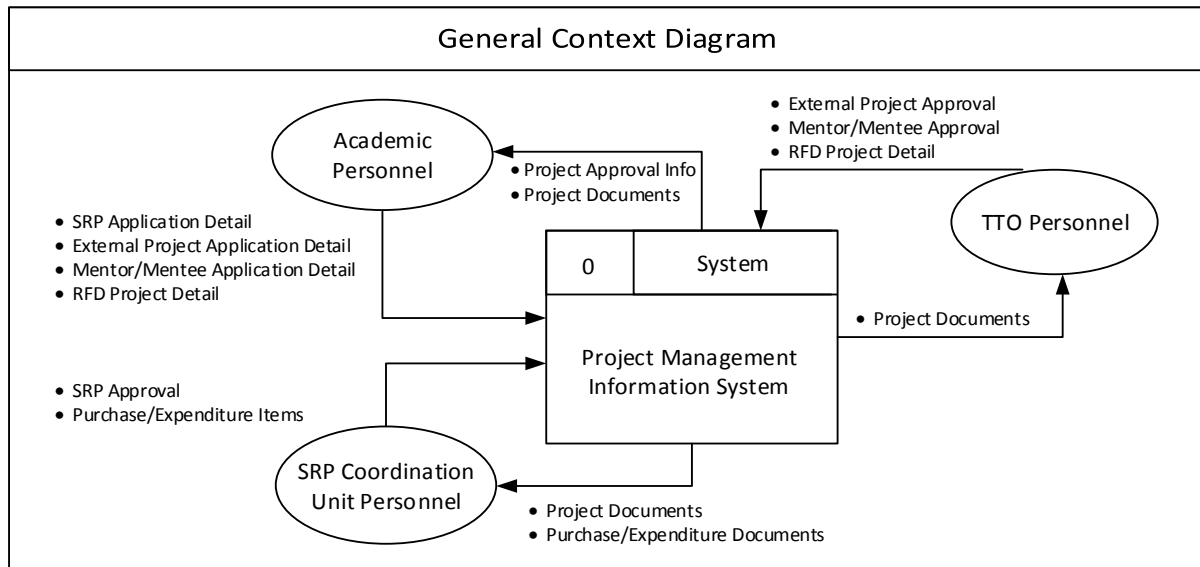 General Context Diagram
• External Project Approval
• Mentor/Mentee Approval
• RFD Project Detail
Academic
Personnel
• Project Approval Info
• Project Documents
TTO Personnel
• SRP Application Detail
• External Project Application Detail
• Mentor/Mentee Application Detail
• RFD Project Detail
0
System
• Project Documents
Project Management
Information System
• SRP Approval
• Purchase/Expenditure Items
SRP Coordination
Unit Personnel
• Project Documents
• Purchase/Expenditure Documents